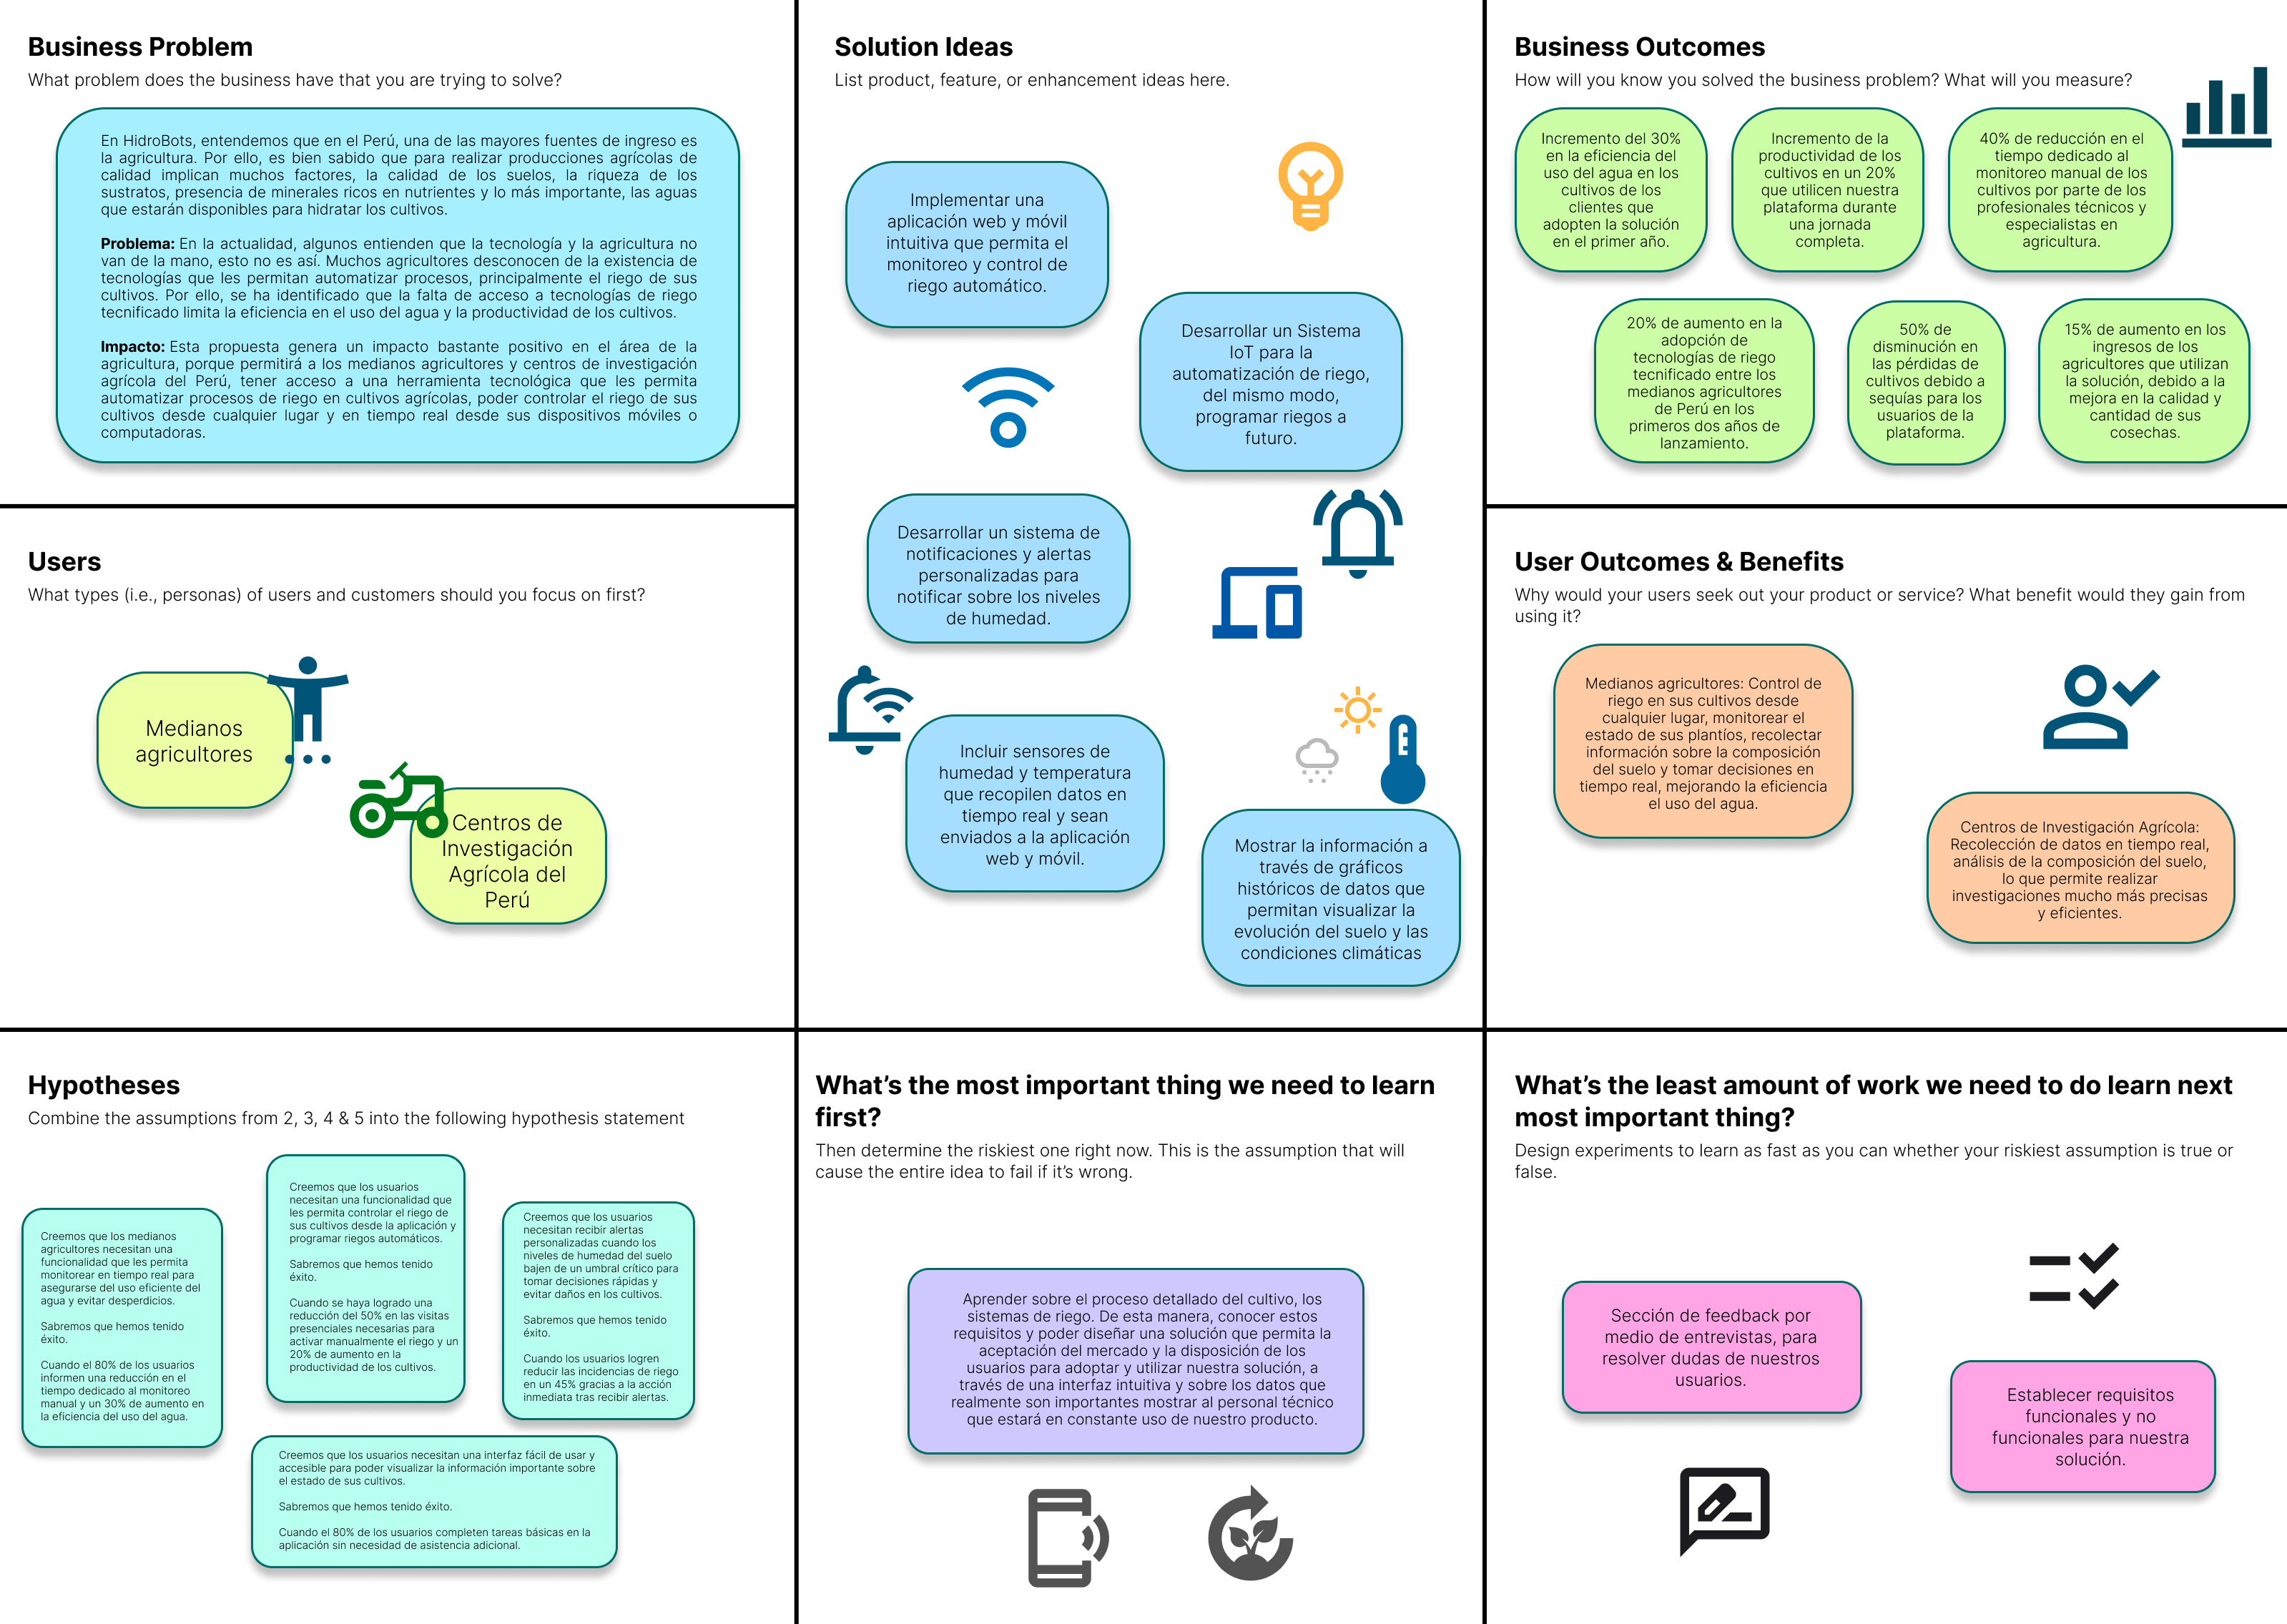 Business Problem
What problem does the business have that you are trying to solve?
En HidroBots, entendemos que en el Perú, una de las mayores fuentes de ingreso es
la agricultura. Por ello, es bien sabido que para realizar producciones agrícolas de
calidad implican muchos factores, la calidad de los suelos, la riqueza de los
sustratos, presencia de minerales ricos en nutrientes y lo más importante, las aguas
que estarán disponibles para hidratar los cultivos.
Problema: En la actualidad, algunos entienden que la tecnología y la agricultura no
van de la mano, esto no es así. Muchos agricultores desconocen de la existencia de
tecnologías que les permitan automatizar procesos, principalmente el riego de sus
cultivos. Por ello, se ha identificado que la falta de acceso a tecnologías de riego
tecnificado limita la eficiencia en el uso del agua y la productividad de los cultivos.
Impacto: Esta propuesta genera un impacto bastante positivo en el área de la
agricultura, porque permitirá a los medianos agricultores y centros de investigación
agrícola del Perú, tener acceso a una herramienta tecnológica que les permita
automatizar procesos de riego en cultivos agrícolas, poder controlar el riego de sus
cultivos desde cualquier lugar y en tiempo real desde sus dispositivos móviles o
computadoras.
Solution Ideas
List product, feature, or enhancement ideas here.
Implementar una
aplicación web y móvil
intuitiva que permita el
monitoreo y control de
riego automático.
Desarrollar un Sistema
IoT para la
automatización de riego,
del mismo modo,
programar riegos a
futuro.
Desarrollar un sistema de
notificaciones y alertas
personalizadas para
notificar sobre los niveles
de humedad.
Incluir sensores de
humedad y temperatura
que recopilen datos en
tiempo real y sean
enviados a la aplicación
web y móvil.
Mostrar la información a
través de gráficos
históricos de datos que
permitan visualizar la
evolución del suelo y las
condiciones climáticas
Business Outcomes
How will you know you solved the business problem? What will you measure?
Incremento del 30%
en la eficiencia del
uso del agua en los
cultivos de los
clientes que
adopten la solución
en el primer año.
Incremento de la
productividad de los
cultivos en un 20%
que utilicen nuestra
plataforma durante
una jornada
completa.
40% de reducción en el
tiempo dedicado al
monitoreo manual de los
cultivos por parte de los
profesionales técnicos y
especialistas en
agricultura.
20% de aumento en la
adopción de
tecnologías de riego
tecnificado entre los
medianos agricultores
de Perú en los
primeros dos años de
lanzamiento.
50% de
disminución en
las pérdidas de
cultivos debido a
sequías para los
usuarios de la
plataforma.
15% de aumento en los
ingresos de los
agricultores que utilizan
la solución, debido a la
mejora en la calidad y
cantidad de sus
cosechas.
Users
What types (i.e., personas) of users and customers should you focus on first?
Medianos
agricultores
Centros de
Investigación
Agrícola del
Perú
User Outcomes & Benefits
Why would your users seek out your product or service? What benefit would they gain from
using it?
Medianos agricultores: Control de
riego en sus cultivos desde
cualquier lugar, monitorear el
estado de sus plantíos, recolectar
información sobre la composición
del suelo y tomar decisiones en
tiempo real, mejorando la eficiencia
el uso del agua.
Centros de Investigación Agrícola:
Recolección de datos en tiempo real,
análisis de la composición del suelo,
lo que permite realizar
investigaciones mucho más precisas
y eficientes.
Hypotheses
Combine the assumptions from 2, 3, 4 & 5 into the following hypothesis statement
Creemos que los medianos
agricultores necesitan una
funcionalidad que les permita
monitorear en tiempo real para
asegurarse del uso eficiente del
agua y evitar desperdicios.
Sabremos que hemos tenido
éxito.
Cuando el 80% de los usuarios
informen una reducción en el
tiempo dedicado al monitoreo
manual y un 30% de aumento en
la eficiencia del uso del agua.
Creemos que los usuarios
necesitan una funcionalidad que
les permita controlar el riego de
sus cultivos desde la aplicación y
programar riegos automáticos.
Sabremos que hemos tenido
éxito.
Cuando se haya logrado una
reducción del 50% en las visitas
presenciales necesarias para
activar manualmente el riego y un
20% de aumento en la
productividad de los cultivos.
Creemos que los usuarios
necesitan recibir alertas
personalizadas cuando los
niveles de humedad del suelo
bajen de un umbral crítico para
tomar decisiones rápidas y
evitar daños en los cultivos.
Sabremos que hemos tenido
éxito.
Cuando los usuarios logren
reducir las incidencias de riego
en un 45% gracias a la acción
inmediata tras recibir alertas.
Creemos que los usuarios necesitan una interfaz fácil de usar y
accesible para poder visualizar la información importante sobre
el estado de sus cultivos.
Sabremos que hemos tenido éxito.
Cuando el 80% de los usuarios completen tareas básicas en la
aplicación sin necesidad de asistencia adicional.
What's the most important thing we need to learn
first?
Then determine the riskiest one right now. This is the assumption that will
cause the entire idea to fail if it's wrong.
Aprender sobre el proceso detallado del cultivo, los
sistemas de riego. De esta manera, conocer estos
requisitos y poder diseñar una solución que permita la
aceptación del mercado y la disposición de los
usuarios para adoptar y utilizar nuestra solución, a
través de una interfaz intuitiva y sobre los datos que
realmente son importantes mostrar al personal técnico
que estará en constante uso de nuestro producto.
What's the least amount of work we need to do learn next
most important thing?
Design experiments to learn as fast as you can whether your riskiest assumption is true or
false.
Sección de feedback por
medio de entrevistas, para
resolver dudas de nuestros
usuarios.
Establecer requisitos
funcionales y no
funcionales para nuestra
solución.